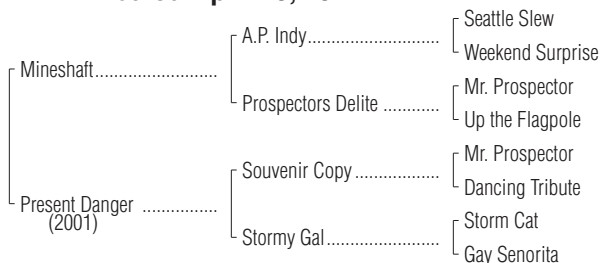 Seattle Slew
A.P. Indy
Weekend Surprise
Mineshaft
Mr. Prospector
Prospectors Delite
Up the Flagpole
Mr. Prospector
Souvenir Copy
Dancing Tribute
Present Danger
(2001)
Storm Cat
Stormy Gal
Gay Senorita